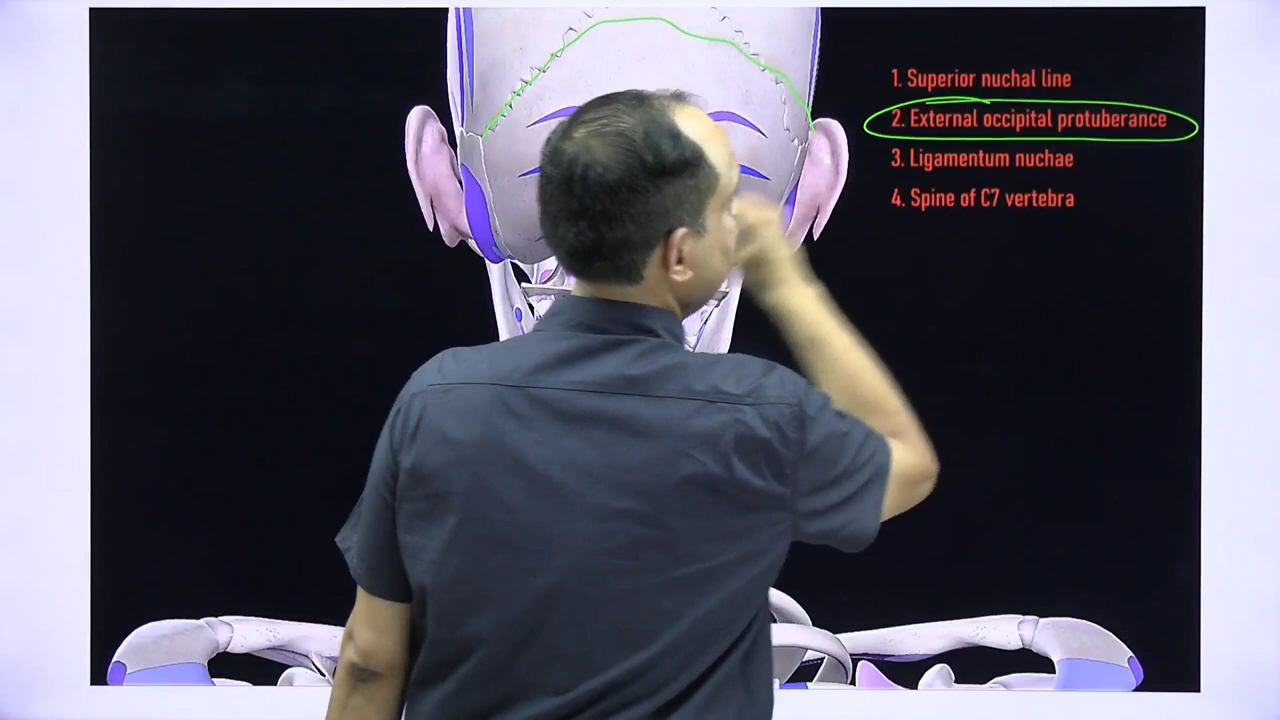 1. Superior nuchal line
2. External occipital protuberance
3. Ligamentum nuchae
4. Spine of C7 vertebra